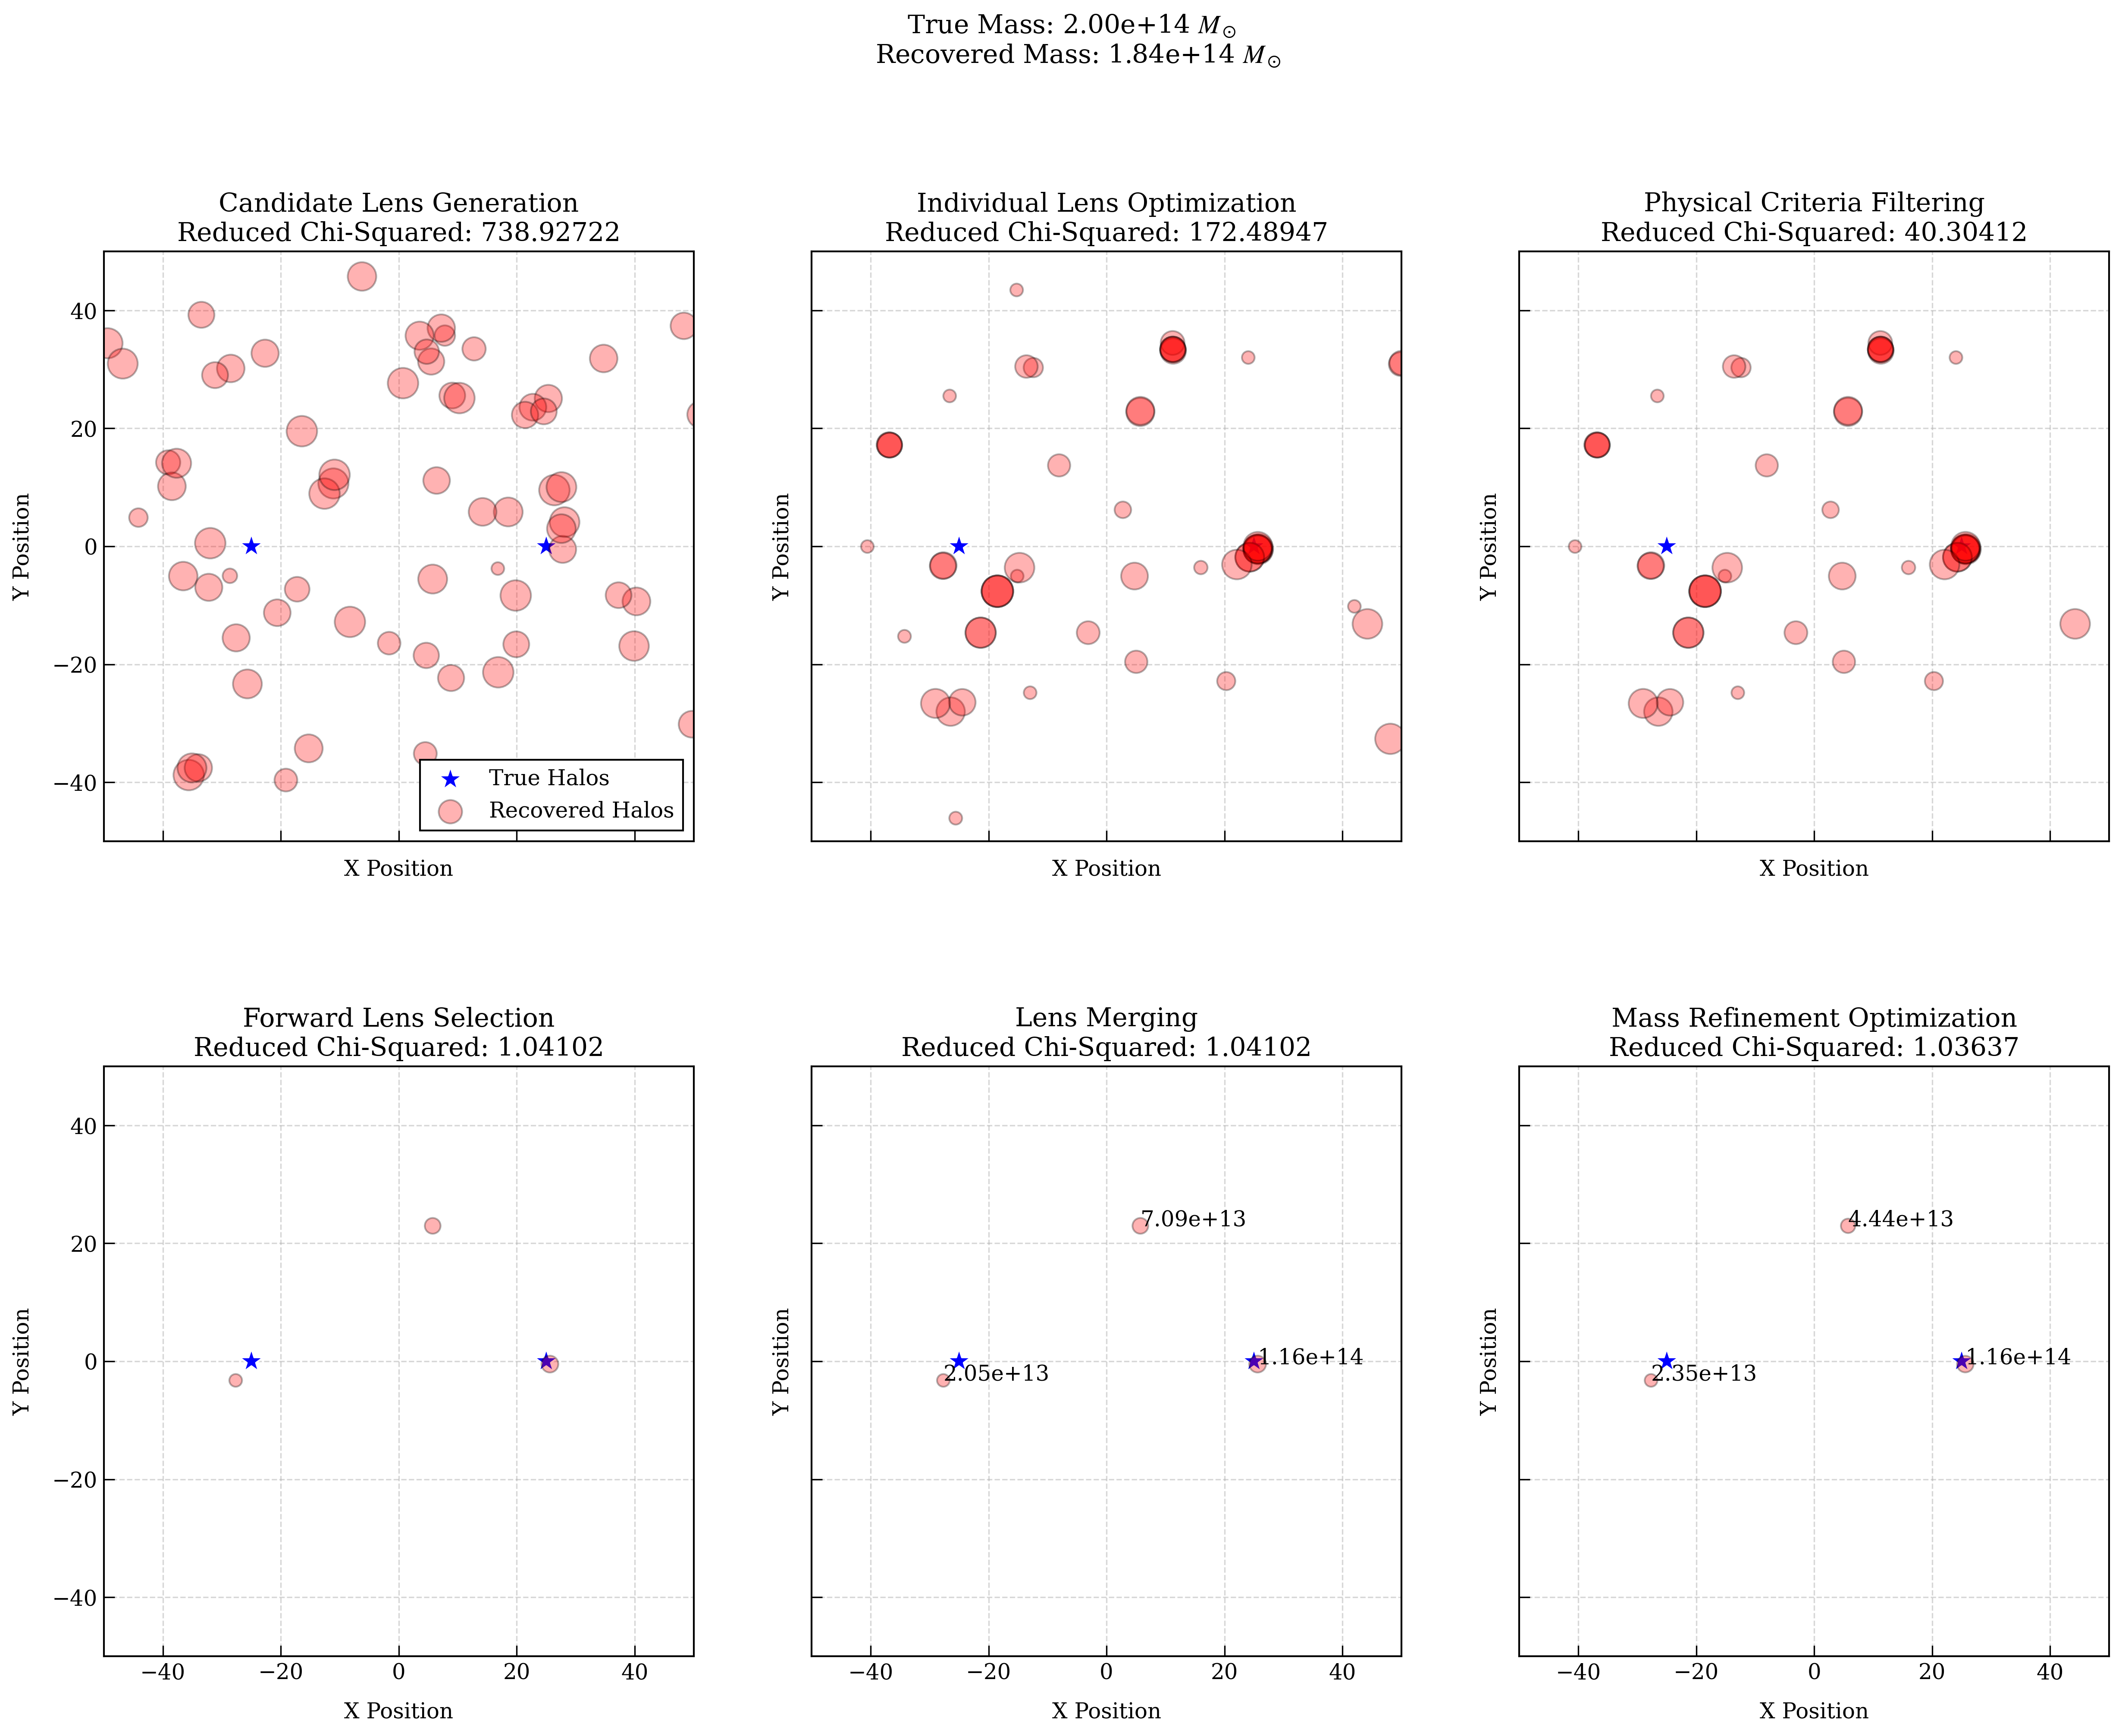 True Mass: 2.00e+14 M⊙
Recovered Mass: 1.84e+14 M⊙
Candidate Lens Generation
Reduced Chi-Squared: 738.92722
Y Position
40
20
0
−20
−40
True Halos
Recovered Halos
X Position
Individual Lens Optimization
Reduced Chi-Squared: 172.48947
Y Position
X Position
Physical Criteria Filtering
Reduced Chi-Squared: 40.30412
Y Position
X Position
Forward Lens Selection
Reduced Chi-Squared: 1.04102
Y Position
40
20
0
−20
−40
−40 −20 0 20 40
X Position
Lens Merging
Reduced Chi-Squared: 1.04102
Y Position
7.09e+13
1.16e+14
2.05e+13
−40 −20 0 20 40
X Position
Mass Refinement Optimization
Reduced Chi-Squared: 1.03637
Y Position
4.44e+13
1.16e+14
2.35e+13
−40 −20 0 20 40
X Position